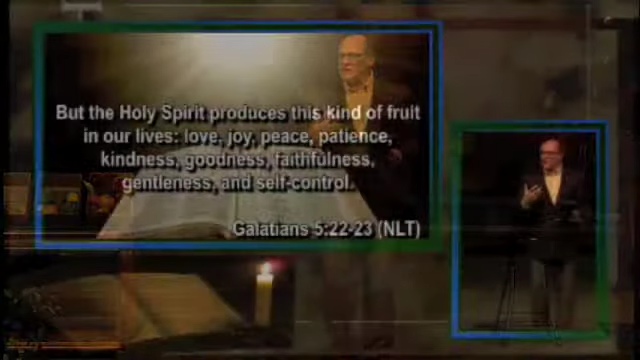 But the Holy Spirit produces this kind of fruit
in our lives: love, joy, peace, patience,
kindness, goodness, faithfulness,
gentleness, and self-control.
Galatians 5:22-23 (NLT)